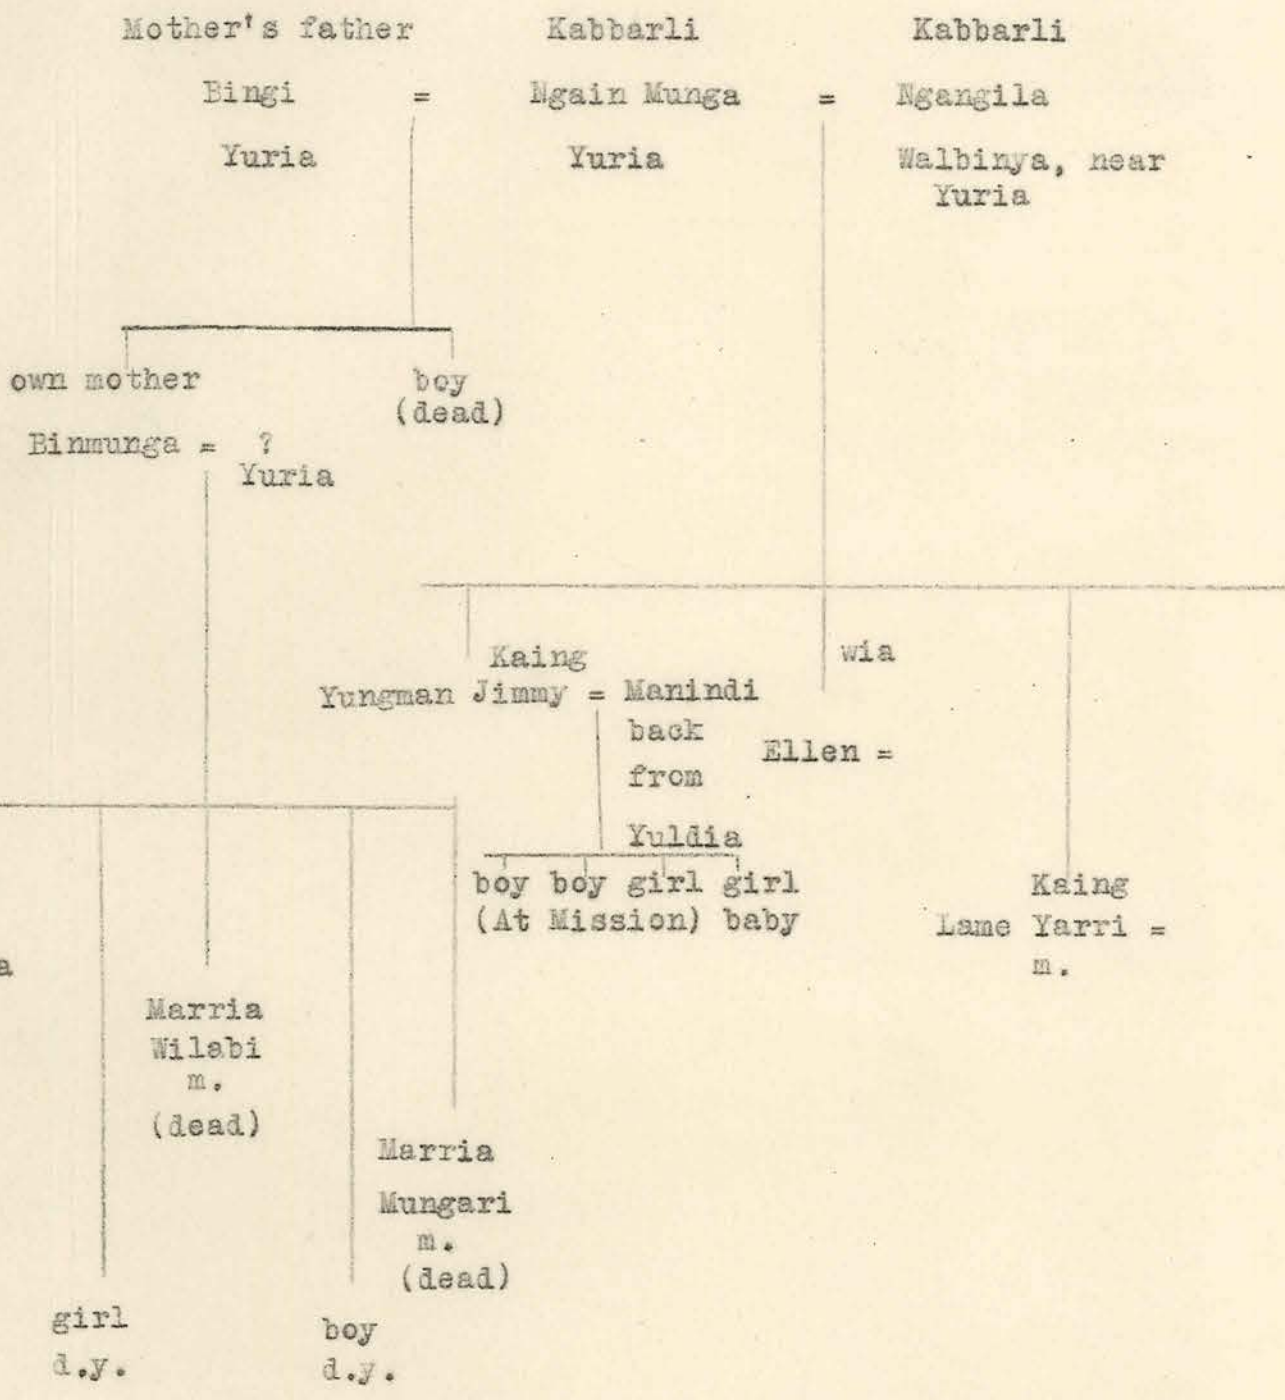 Mother's father Kabbarli Kabbarli
Bingi = Ngain Munga = Ngangila
Yuria Yuria Walbinya, near
Yuria
own mother boy
(dead)
Binmunga = ?
Yuria
Kaing wia
Yungman Jimmy = Manindi
back
Ellen =
from
Yuldia
boy boy girl girl Kaing
(At Mission) baby Lame Yarri =
m.
a
Marria
Wilabi
m.
(dead)
Marria
Mungari
m.
(dead)
girl boy
d.y. d.y.